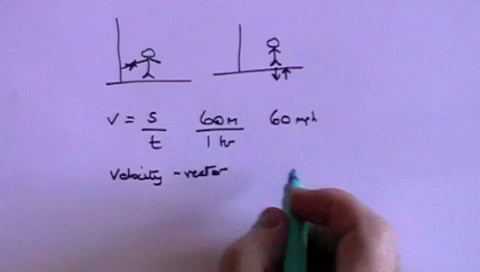 V = s/t 60m/1 hr 60 mph
Velocity - vector